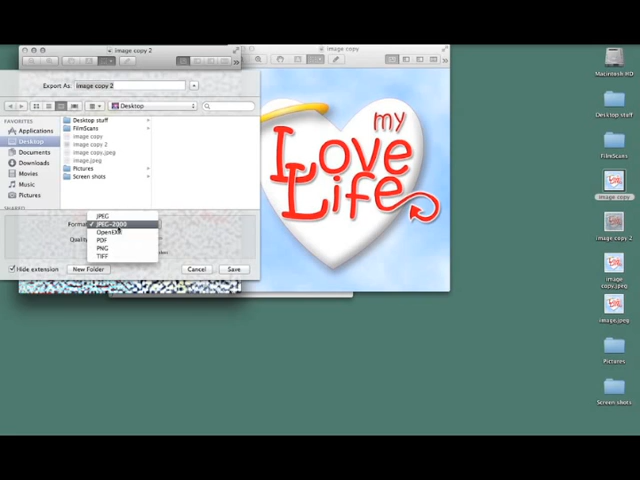 image copy 2
image copy
Export As: image copy 2
Desktop
FAVORITES
Applications
Desktop
Documents
Downloads
Movies
Music
Pictures
SHARED
Desktop stuff
FilmScans
image copy
image copy 2
image copy.jpeg
image.jpeg
Pictures
Screen shots
Format
JPEG
JPEG-2000
OpenEXR
PDF
PNG
TIFF
Quality
Hide extension
New Folder
Cancel
Save
my
Love
Life
Macintosh HD
Desktop stuff
FilmScans
image copy
image copy 2
image
copy.jpeg
image.jpeg
Pictures
Screen shots